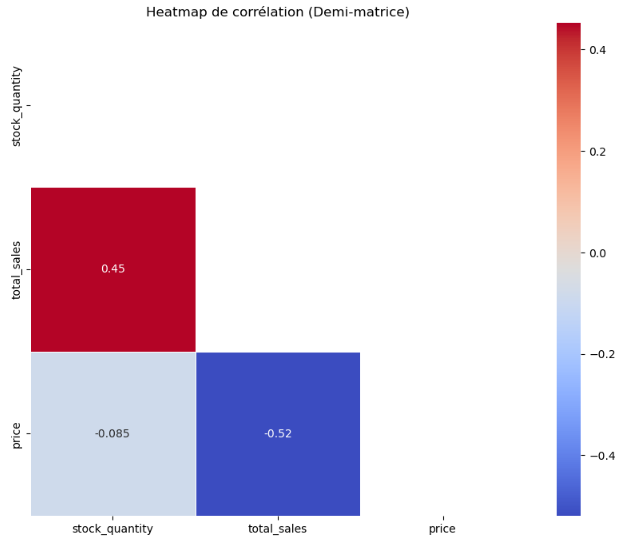 Heatmap de corrélation (Demi-matrice)
stock_quantity
total_sales
price
0.45
-0.085
-0.52
stock_quantity
total_sales
price
0.4
0.2
0.0
−0.2
−0.4